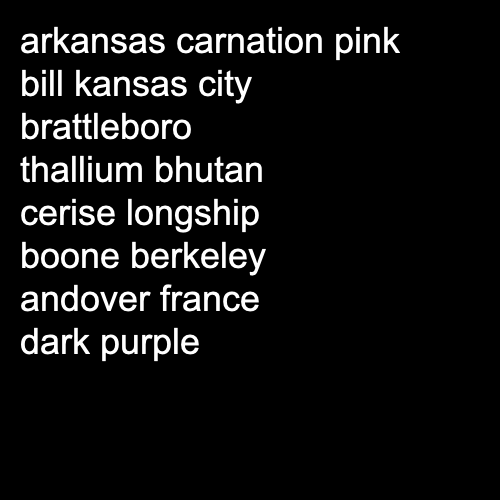 arkansas carnation pink
bill kansas city
brattleboro
thallium bhutan
cerise longship
boone berkeley
andover france
dark purple